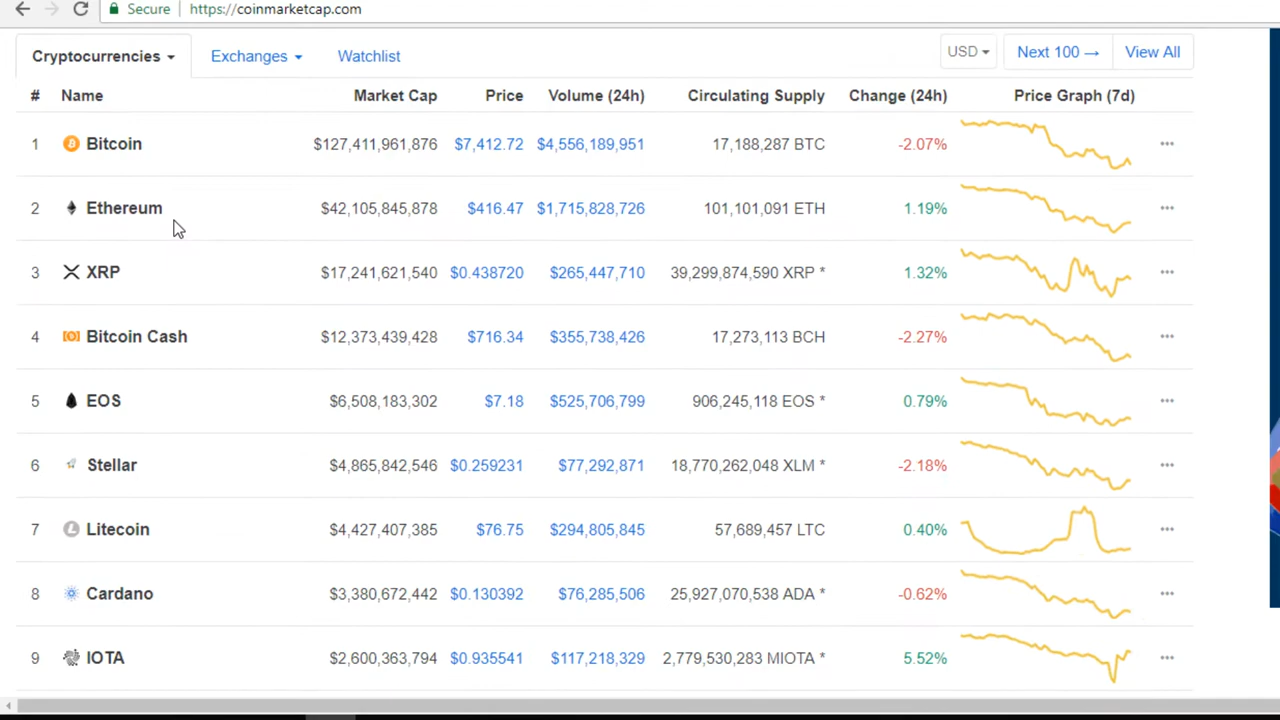 Secure https://coinmarketcap.com
Cryptocurrencies Exchanges Watchlist USD Next 100 → View All
# Name Market Cap Price Volume (24h) Circulating Supply Change (24h) Price Graph (7d)
1 Bitcoin $127,411,961,876 $7,412.72 $4,556,189,951 17,188,287 BTC -2.07%
2 Ethereum $42,105,845,878 $416.47 $1,715,828,726 101,101,091 ETH 1.19%
3 XRP $17,241,621,540 $0.438720 $265,447,710 39,299,874,590 XRP * 1.32%
4 Bitcoin Cash $12,373,439,428 $716.34 $355,738,426 17,273,113 BCH -2.27%
5 EOS $6,508,183,302 $7.18 $525,706,799 906,245,118 EOS * 0.79%
6 Stellar $4,865,842,546 $0.259231 $77,292,871 18,770,262,048 XLM * -2.18%
7 Litecoin $4,427,407,385 $76.75 $294,805,845 57,689,457 LTC 0.40%
8 Cardano $3,380,672,442 $0.130392 $76,285,506 25,927,070,538 ADA * -0.62%
9 IOTA $2,600,363,794 $0.935541 $117,218,329 2,779,530,283 MIOTA * 5.52%